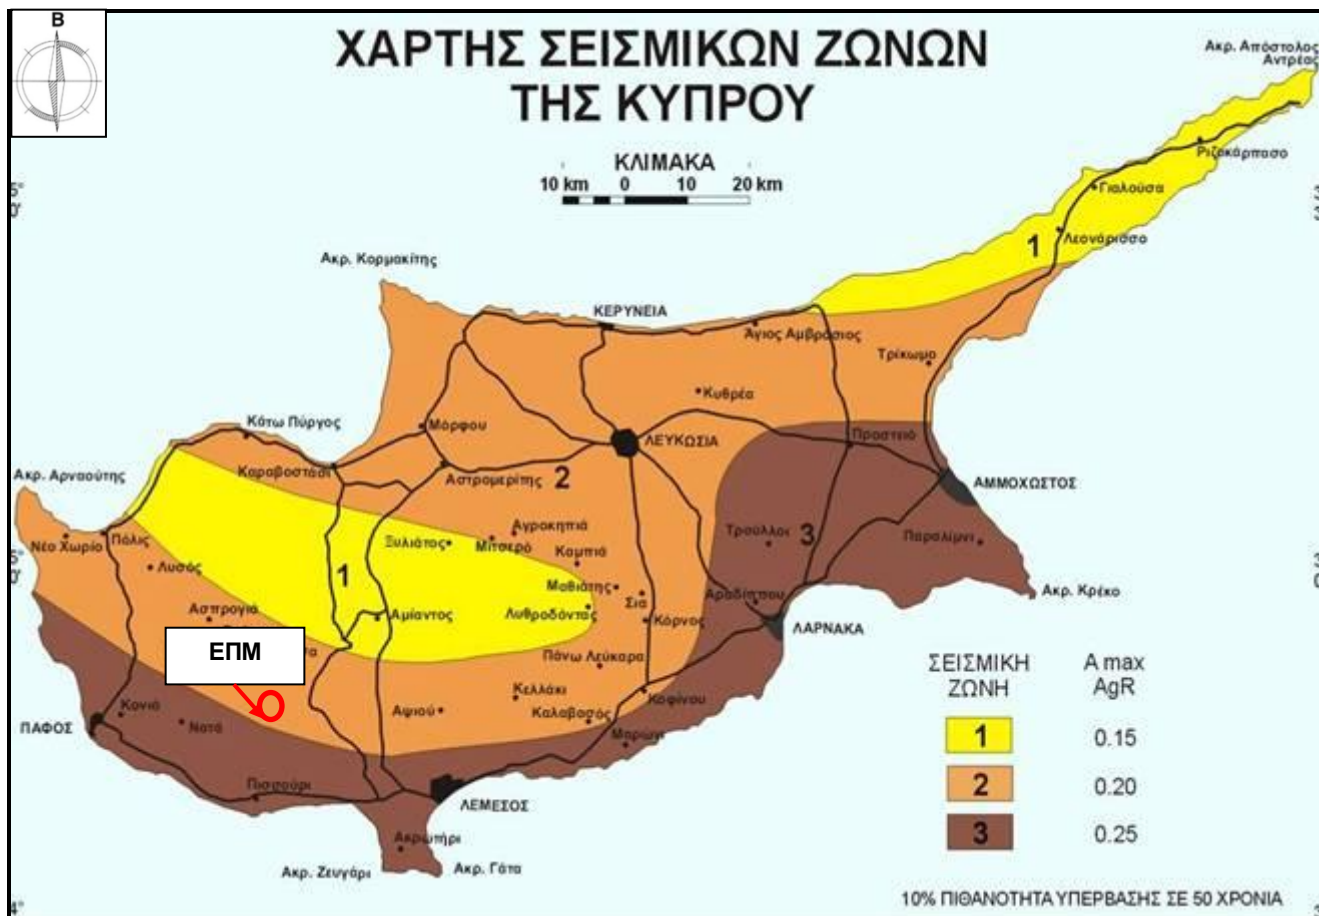 Β
ΧΑΡΤΗΣ ΣΕΙΣΜΙΚΩΝ ΖΩΝΩΝ
ΤΗΣ ΚΥΠΡΟΥ
ΚΛΙΜΑΚΑ
10 km 0 10 20 km
Ακρ. Απόστολος
Αντρέας
Ριζοκάρπασο
Γιαλούσα
Λεονάρισσο
1
Ακρ. Κορμακίτης
ΚΕΡΥΝΕΙΑ
Άγιος Αμβρόσιος
Τρίκωμο
Κυθρέα
Κάτω Πύργος
Μόρφου
ΛΕΥΚΩΣΙΑ
Πραστειό
Καραβοστάσι
Αστρομερίτης
2
Ακρ. Αρναούτης
ΑΜΜΟΧΩΣΤΟΣ
Νέο Χωρίο
Πόλις
Ξυλιάτος
Μιτσερό
Αγροκηπιά
Τρούλλοι
3
Παραλίμνι
Λυσός
1
Καμπιά
Μαθιάτης
Σια
Αραδίππου
Ακρ. Κρέκο
Ασπρογιά
Αμίαντος
Λυθροδόντας
Κόρνος
ΛΑΡΝΑΚΑ
ΕΠΜ
Πάνω Λεύκαρα
Κελλάκι
Κοφίνου
ΠΑΦΟΣ
Κονιά
Νατά
Αψιού
Καλαβασός
Μαρώνι
Πισσούρι
ΛΕΜΕΣΟΣ
Ακρωτήρι
Ακρ. Ζευγάρι
Ακρ. Γάτα
ΣΕΙΣΜΙΚΗ
ΖΩΝΗ
A max
AgR
1 0.15
2 0.20
3 0.25
10% ΠΙΘΑΝΟΤΗΤΑ ΥΠΕΡΒΑΣΗΣ ΣΕ 50 ΧΡΟΝΙΑ